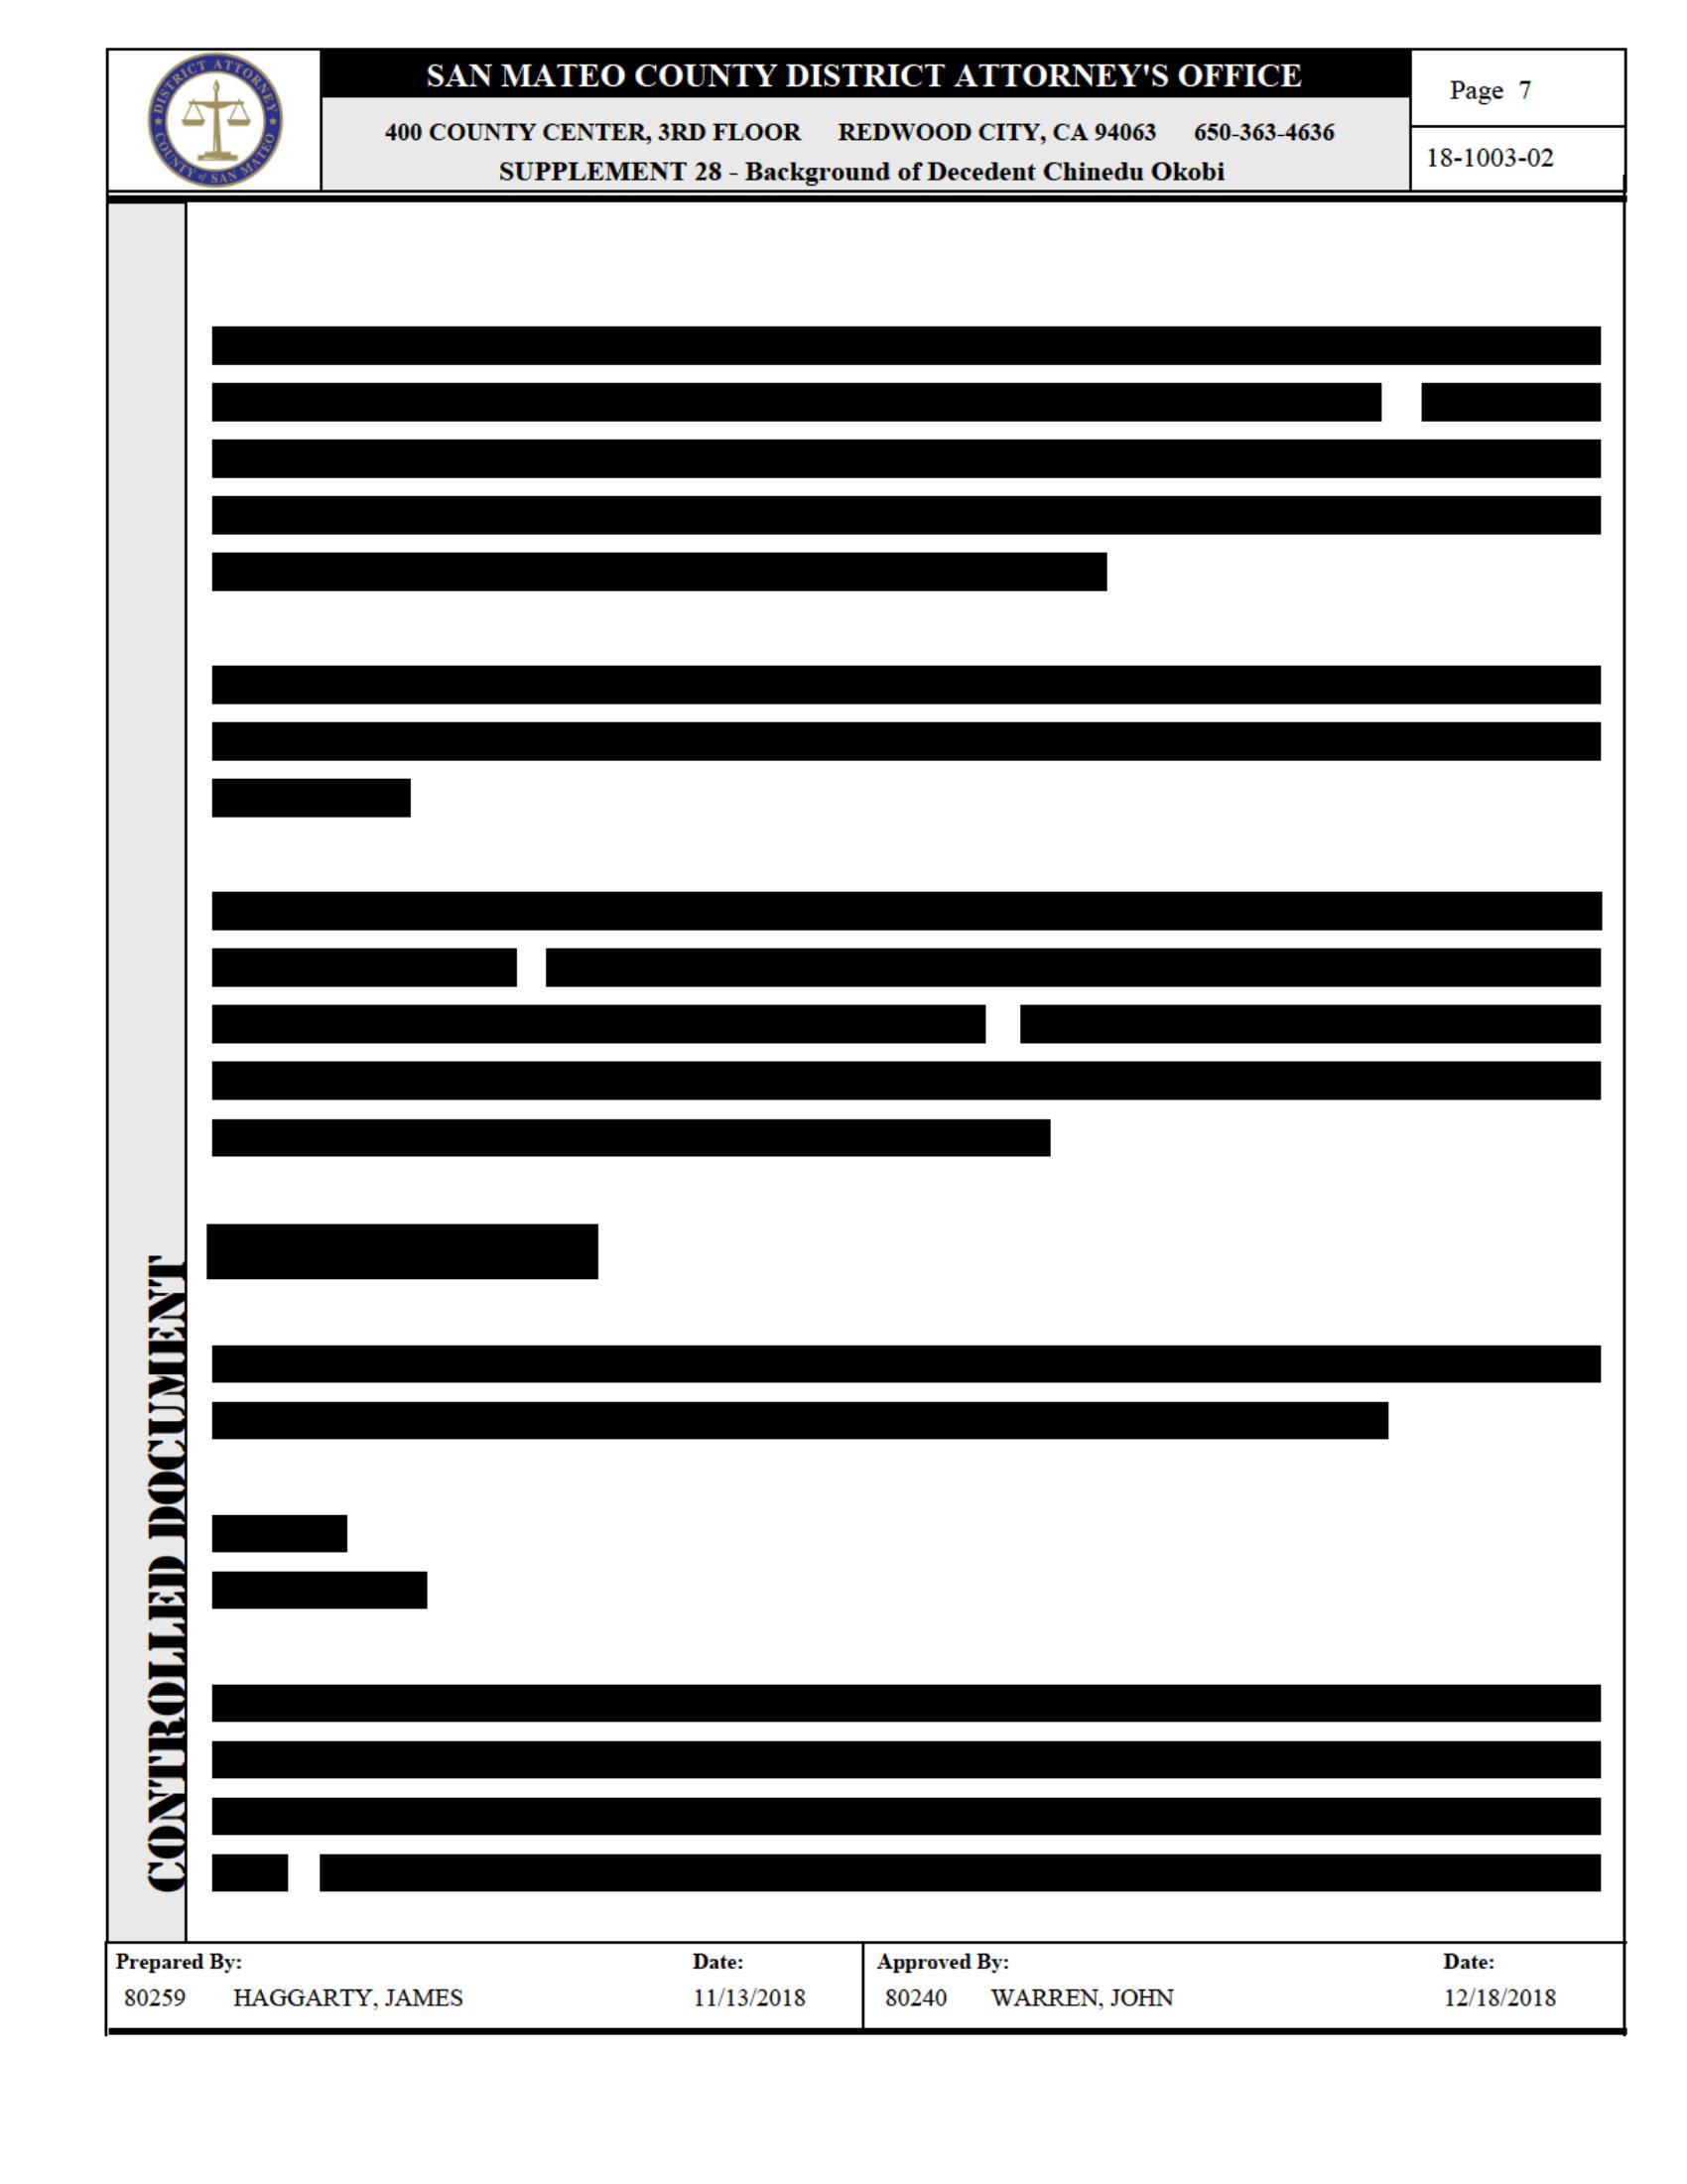 DISTRICT ATTORNEY
COUNTY of SAN MATEO
SAN MATEO COUNTY DISTRICT ATTORNEY'S OFFICE
400 COUNTY CENTER, 3RD FLOOR REDWOOD CITY, CA 94063 650-363-4636
SUPPLEMENT 28 - Background of Decedent Chinedu Okobi
Page 7
18-1003-02
CONTROLLED DOCUMENT
Prepared By: Date: Approved By: Date:
80259 HAGGARTY, JAMES 11/13/2018 80240 WARREN, JOHN 12/18/2018